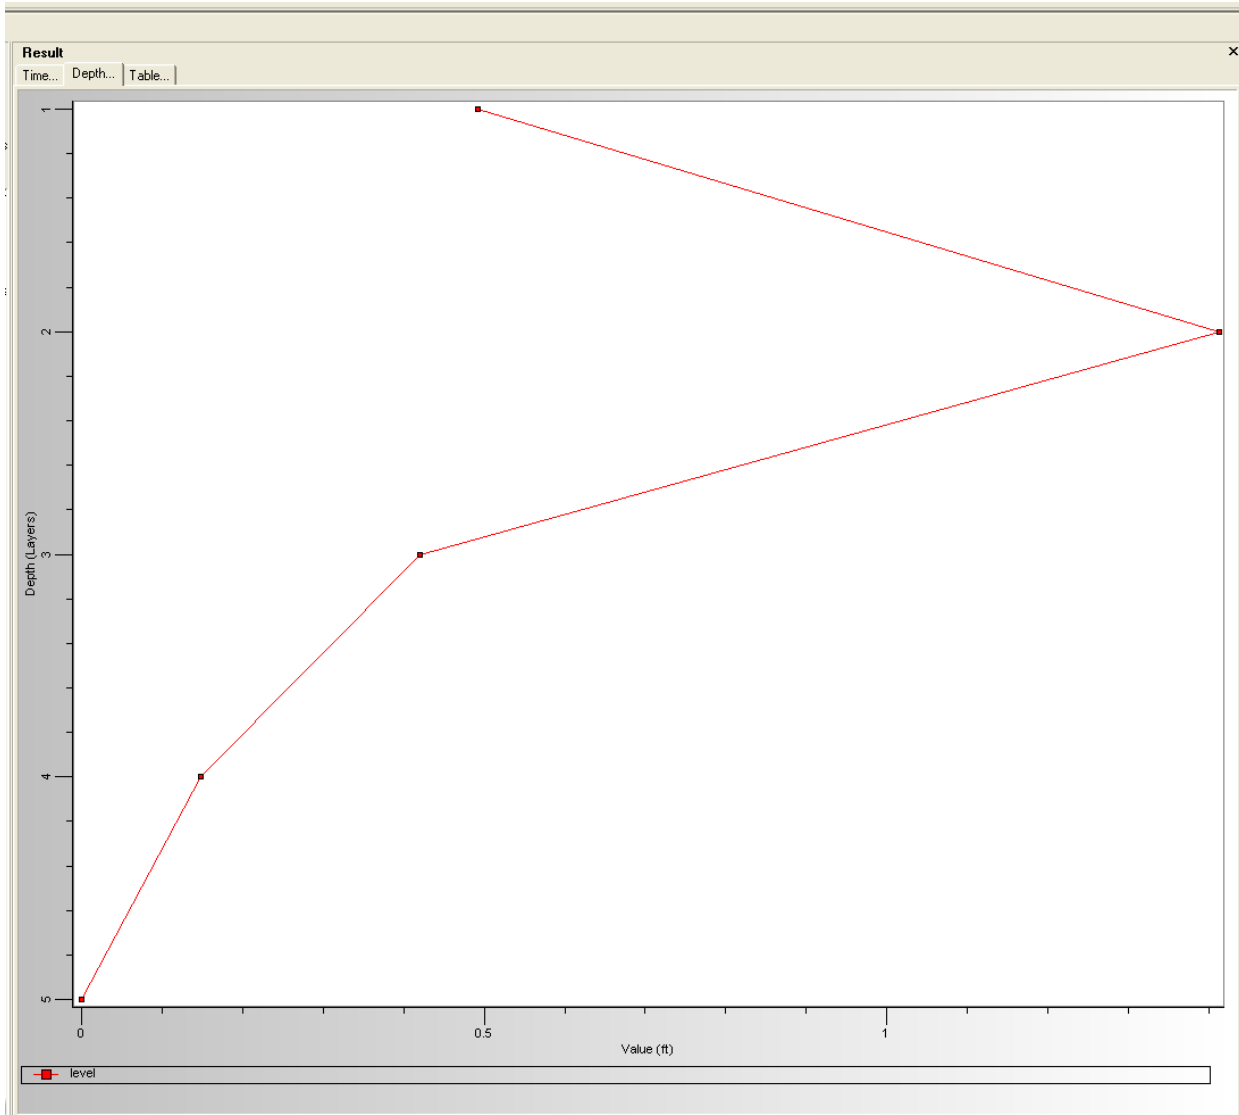 Result
Time... Depth... Table...
1
2
3
4
5
Depth (Layers)
0 0.5 1
Value (ft)
level